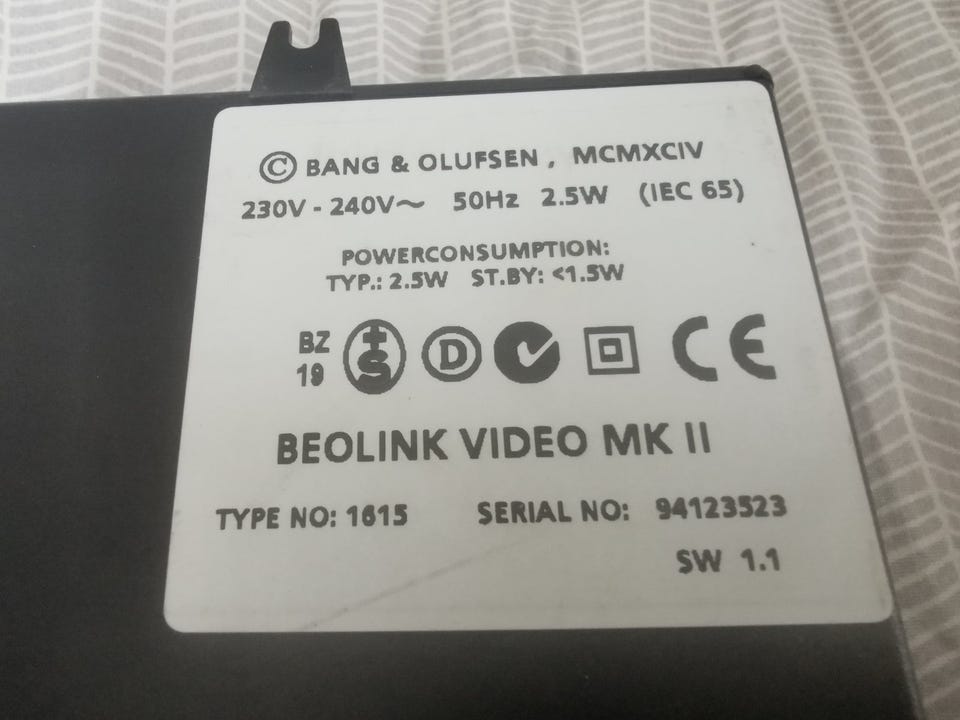 © BANG & OLUFSEN , MCMXCIV
230V - 240V~ 50Hz 2.5W (IEC 65)
POWERCONSUMPTION:
TYP.: 2.5W ST.BY: <1.5W
BZ
19
+S D CE
BEOLINK VIDEO MK II
TYPE NO: 1615 SERIAL NO: 94123523
SW 1.1